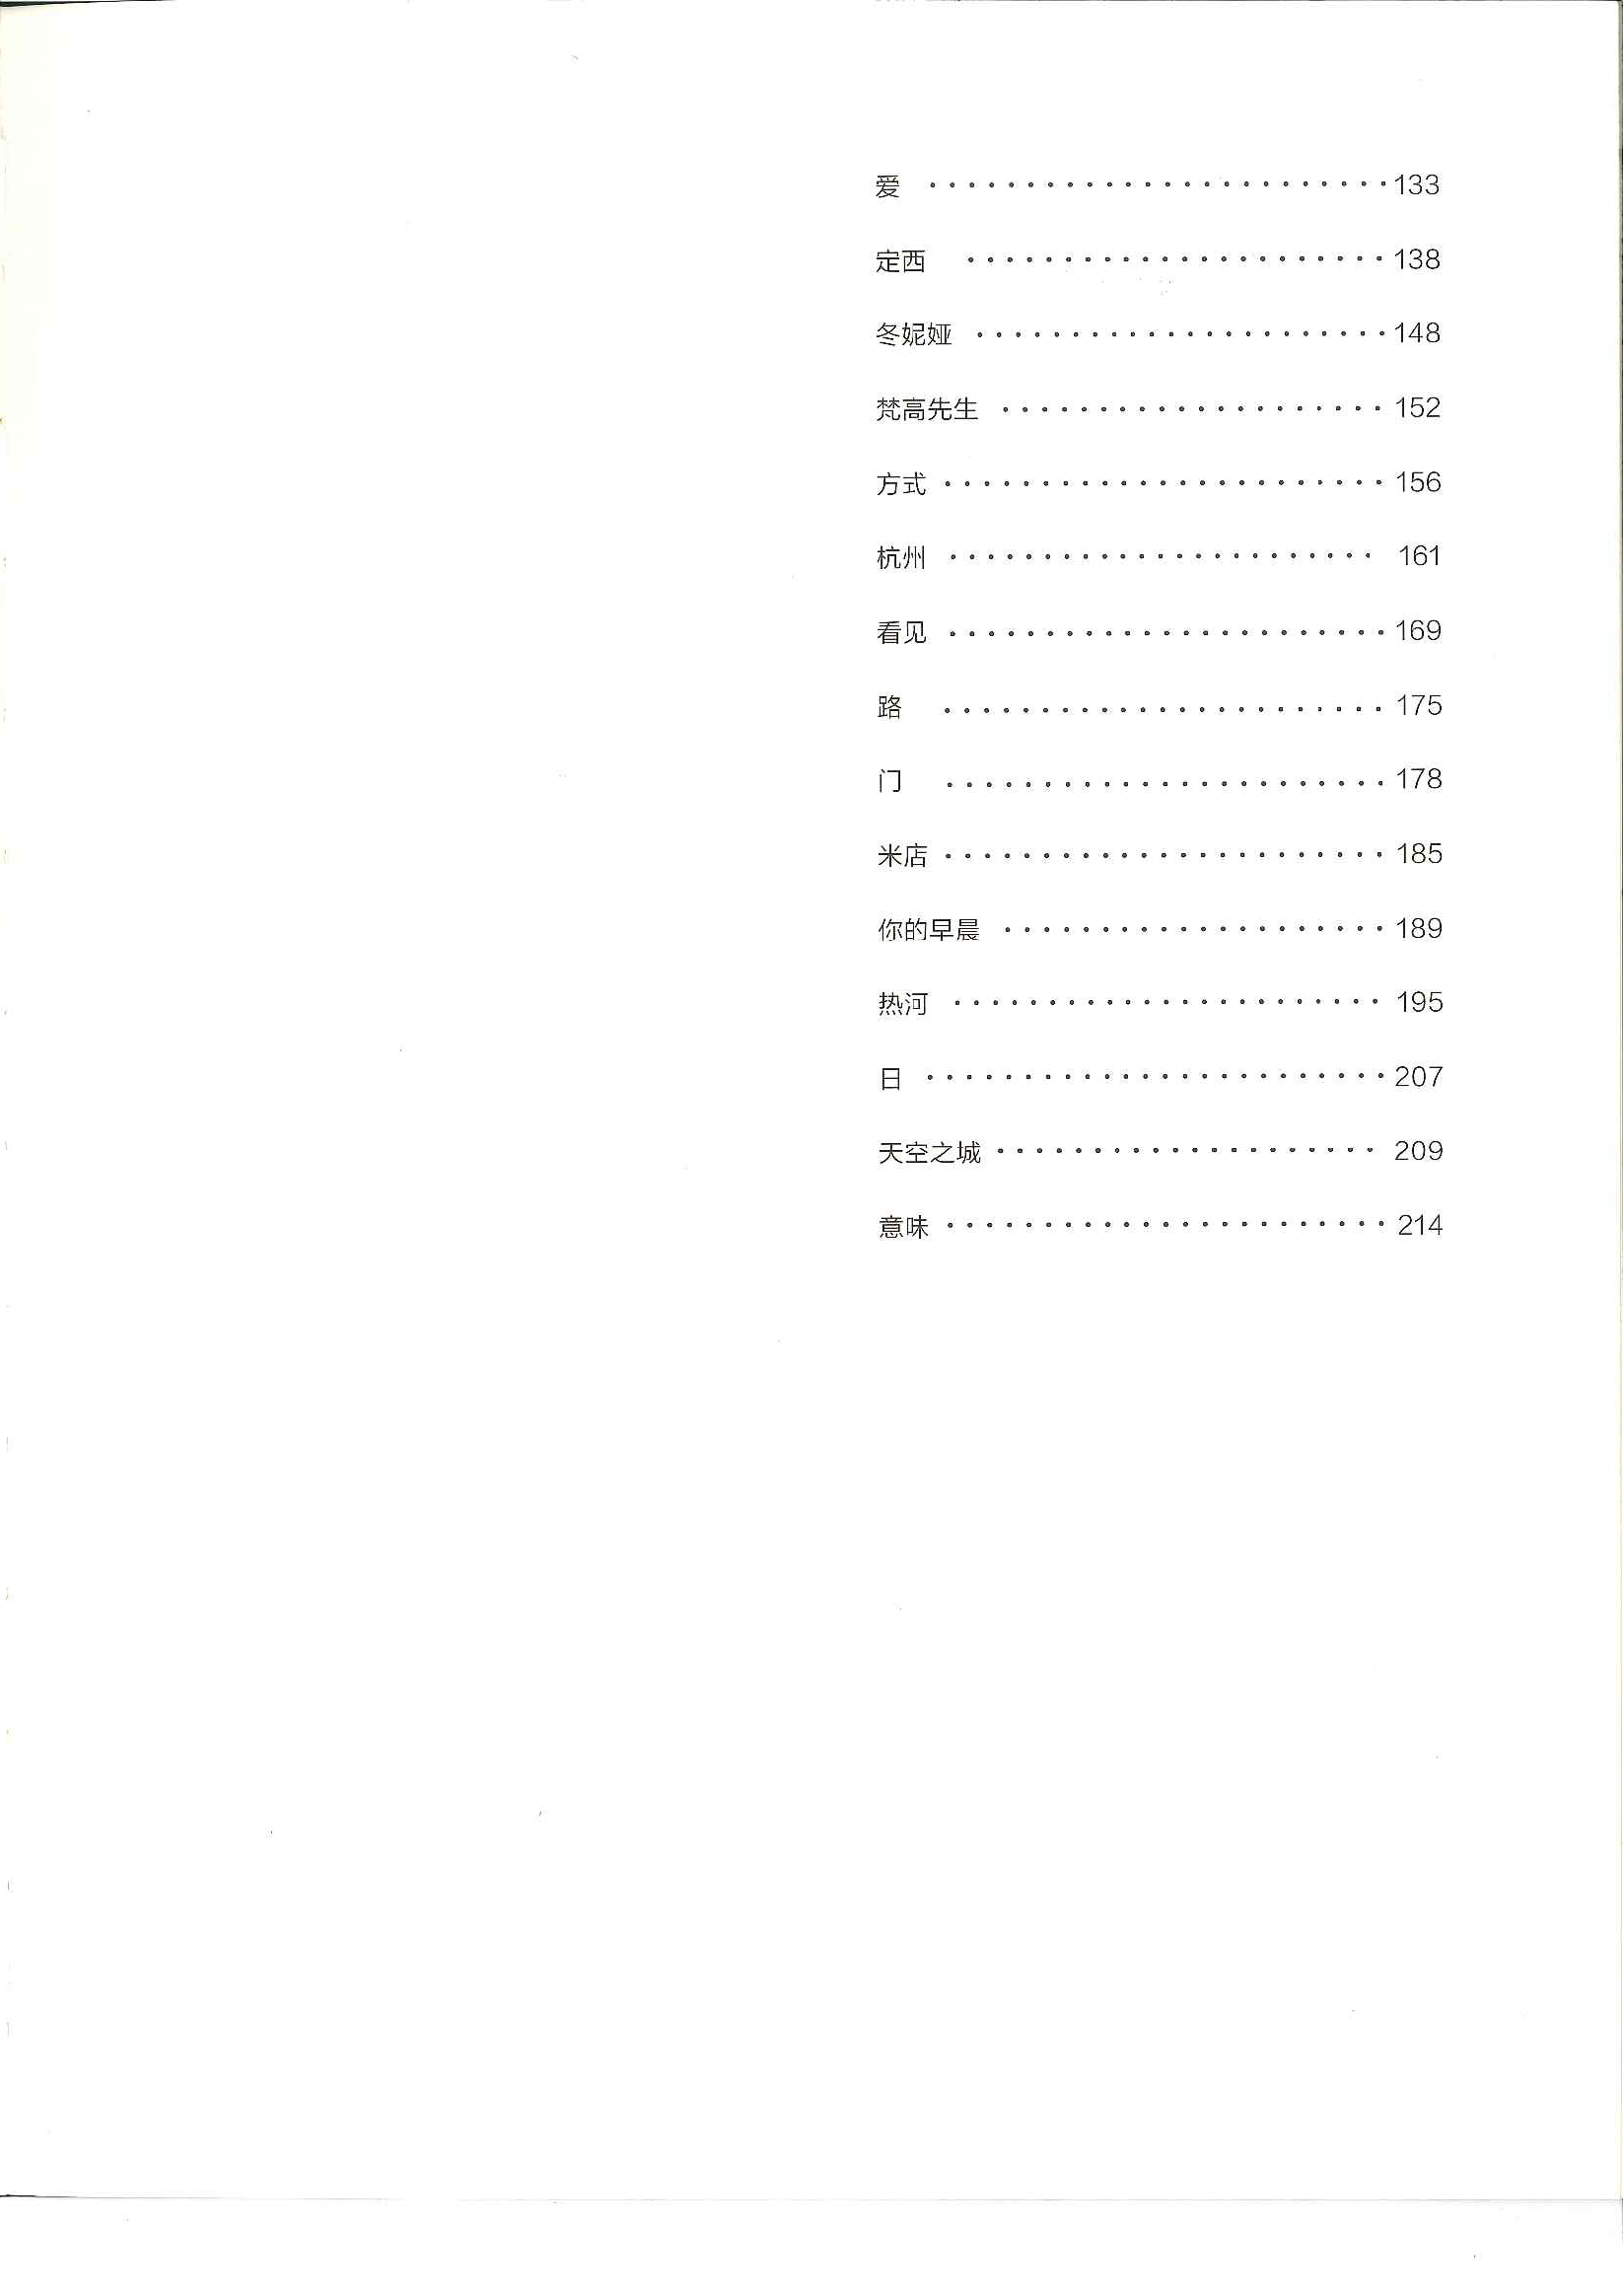 爱 ························133
定西 ······················138
冬妮娅 ······················148
梵高先生 ····················152
方式 ·······················156
杭州 ······················· 161
看见 ·······················169
路 ·······················175
门 ·······················178
米店 ·······················185
你的早晨 ····················189
热河 ·······················195
日 ························207
天空之城 ···················· 209
意味 ·······················214